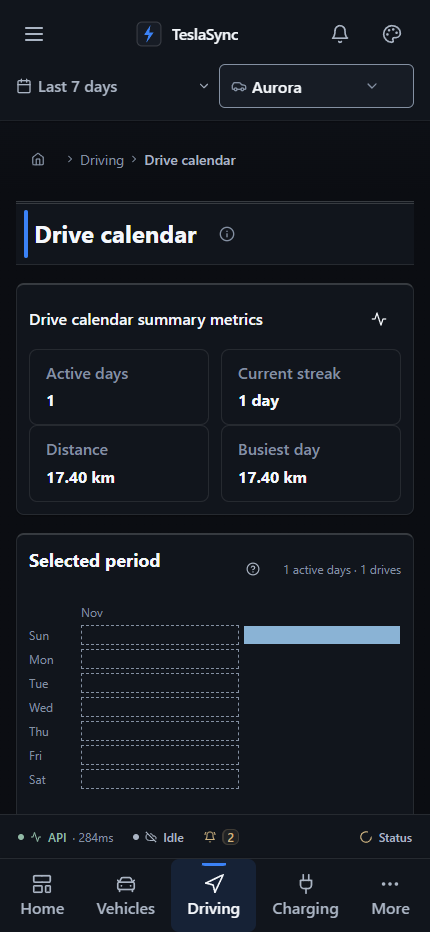 TeslaSync
Last 7 days
Aurora
Driving
Drive calendar
Drive calendar
Drive calendar summary metrics
Active days
1
Current streak
1 day
Distance
17.40 km
Busiest day
17.40 km
Selected period
1 active days · 1 drives
Nov
Sun
Mon
Tue
Wed
Thu
Fri
Sat
API · 284ms
Idle
2
Status
Home
Vehicles
Driving
Charging
More